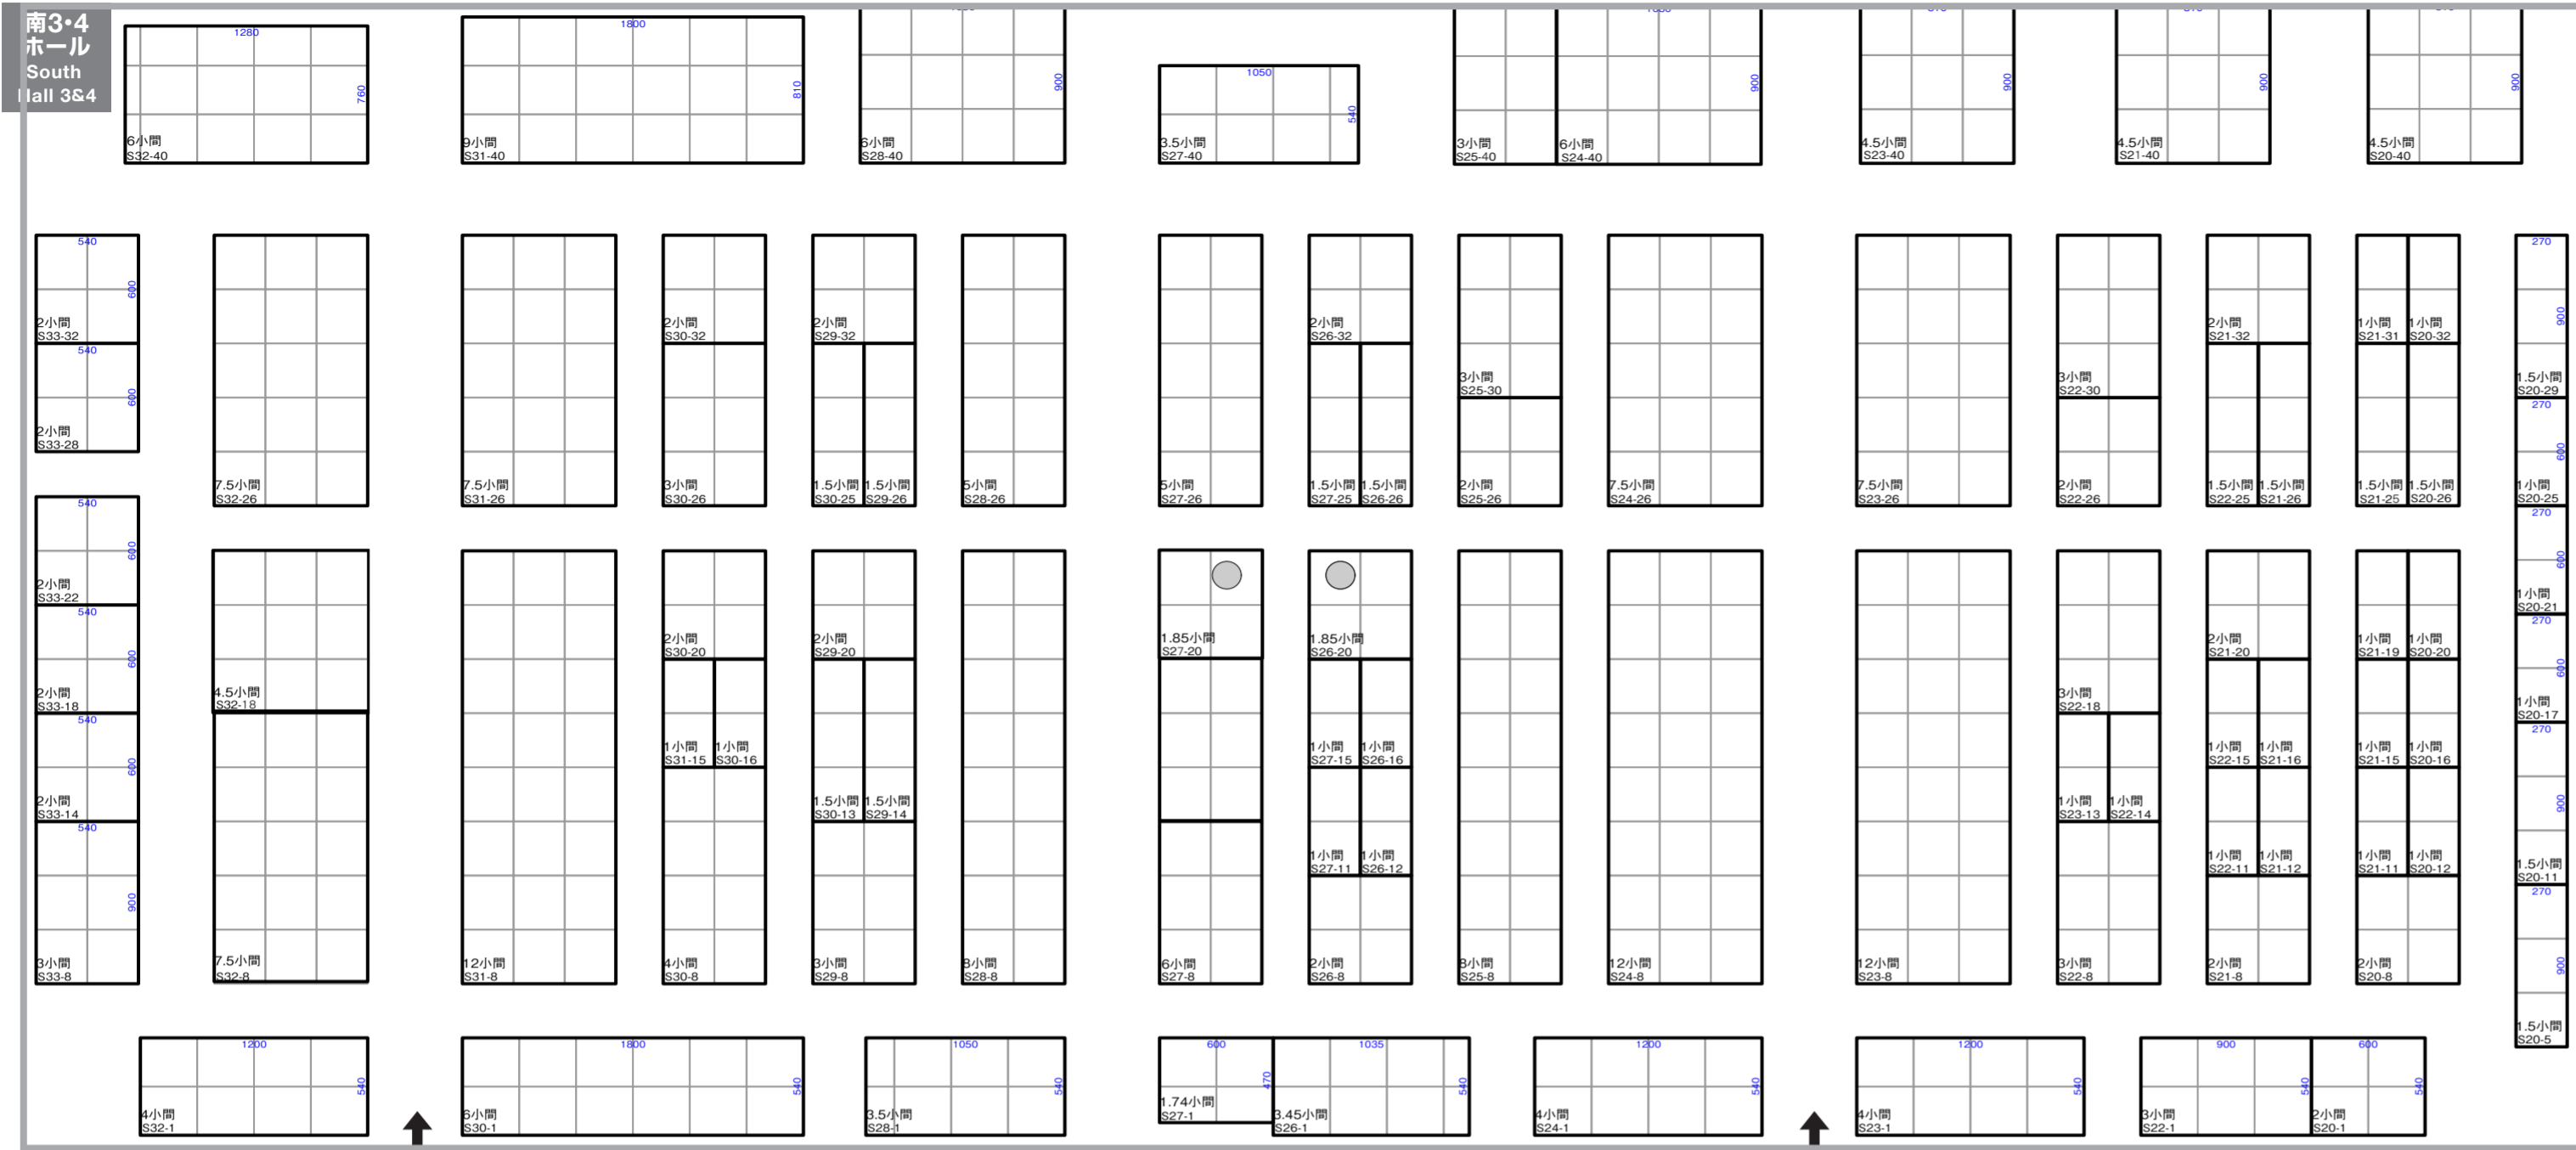 南3・4
ホール
South
Hall 3&4
1280
760
6小間
S32-40
1800
810
9小間
S31-40
900
6小間
S28-40
1050
540
3.5小間
S27-40
3小間
S25-40
900
6小間
S24-40
900
4.5小間
S23-40
900
4.5小間
S21-40
900
4.5小間
S20-40
540
600
2小間
S33-32
540
600
2小間
S33-28
7.5小間
S32-26
7.5小間
S31-26
2小間
S30-32
3小間
S30-26
2小間
S29-32
1.5小間
S30-25
1.5小間
S29-26
5小間
S28-26
5小間
S27-26
2小間
S26-32
1.5小間
S27-25
1.5小間
S26-26
3小間
S25-30
2小間
S25-26
7.5小間
S24-26
7.5小間
S23-26
3小間
S22-30
2小間
S22-26
2小間
S21-32
1.5小間
S22-25
1.5小間
S21-26
1小間
S21-31
1小間
S20-32
1.5小間
S21-25
1.5小間
S20-26
270
900
1.5小間
S20-29
270
600
1小間
S20-25
270
600
1小間
S20-21
270
600
1小間
S20-17
270
900
1.5小間
S20-11
270
900
1.5小間
S20-5
540
600
2小間
S33-22
540
600
2小間
S33-18
540
600
2小間
S33-14
540
900
3小間
S33-8
4.5小間
S32-18
7.5小間
S32-8
12小間
S31-8
2小間
S30-20
1小間
S31-15
1小間
S30-16
4小間
S30-8
2小間
S29-20
1.5小間
S30-13
1.5小間
S29-14
3小間
S29-8
8小間
S28-8
1.85小間
S27-20
6小間
S27-8
1.85小間
S26-20
1小間
S27-15
1小間
S26-16
1小間
S27-11
1小間
S26-12
2小間
S26-8
8小間
S25-8
12小間
S24-8
12小間
S23-8
3小間
S22-18
1小間
S23-13
1小間
S22-14
3小間
S22-8
2小間
S21-20
1小間
S22-15
1小間
S21-16
1小間
S22-11
1小間
S21-12
2小間
S21-8
1小間
S21-19
1小間
S20-20
1小間
S21-15
1小間
S20-16
1小間
S21-11
1小間
S20-12
2小間
S20-8
1200
540
4小間
S32-1
1800
540
6小間
S30-1
1050
540
3.5小間
S28-1
600
470
1.74小間
S27-1
1035
540
3.45小間
S26-1
1200
540
4小間
S24-1
1200
540
4小間
S23-1
900
540
3小間
S22-1
600
540
2小間
S20-1